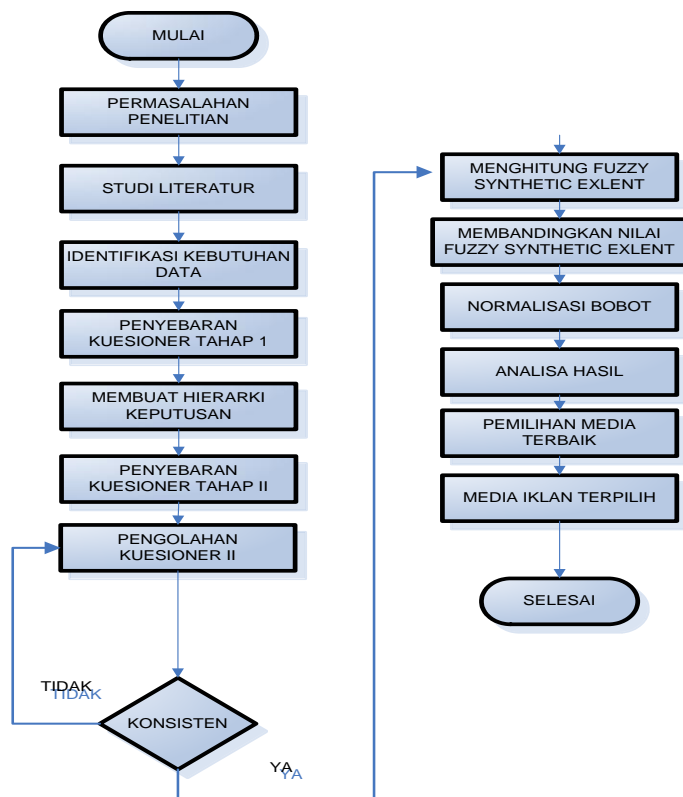 MULAI
PERMASALAHAN
PENELITIAN
STUDI LITERATUR
IDENTIFIKASI KEBUTUHAN
DATA
PENYEBARAN
KUESIONER TAHAP 1
MEMBUAT HIERARKI
KEPUTUSAN
PENYEBARAN
KUESIONER TAHAP II
PENGOLAHAN
KUESIONER II
TIDAK
TIDAK
KONSISTEN
YA
YA
MENGHITUNG FUZZY
SYNTHETIC EXLENT
MEMBANDINGKAN NILAI
FUZZY SYNTHETIC EXLENT
NORMALISASI BOBOT
ANALISA HASIL
PEMILIHAN MEDIA
TERBAIK
MEDIA IKLAN TERPILIH
SELESAI